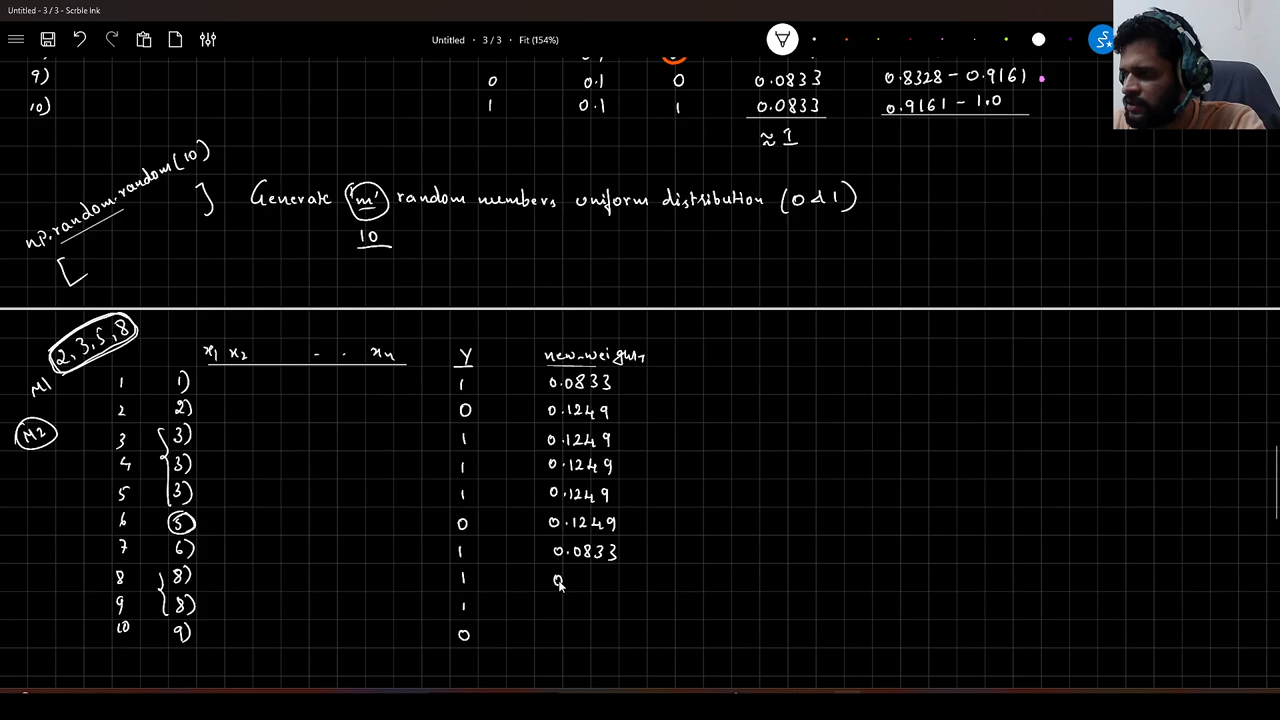 Untitled - 3 / 3 - Scrble Ink
Untitled · 3 / 3 · Fit (154%)
9) 0 0.1 0 0.0833 0.8328 - 0.9161
10) 1 0.1 1 0.0833 0.9161 - 1.0
≈ 1
np.random.random(10)
[ ] Generate 'm' random numbers, uniform distribution (0 & 1)
10
2, 3, 5, 8
x1 x2 - . . xn Y new-weights
M1 1 1) 1 0.0833
2 2) 0 0.1249
M2 3 3) 1 0.1249
4 3) 1 0.1249
5 3) 1 0.1249
6 5) 0 0.1249
7 6) 1 0.0833
8 8) 1 0
9 8) 1
10 9) 0